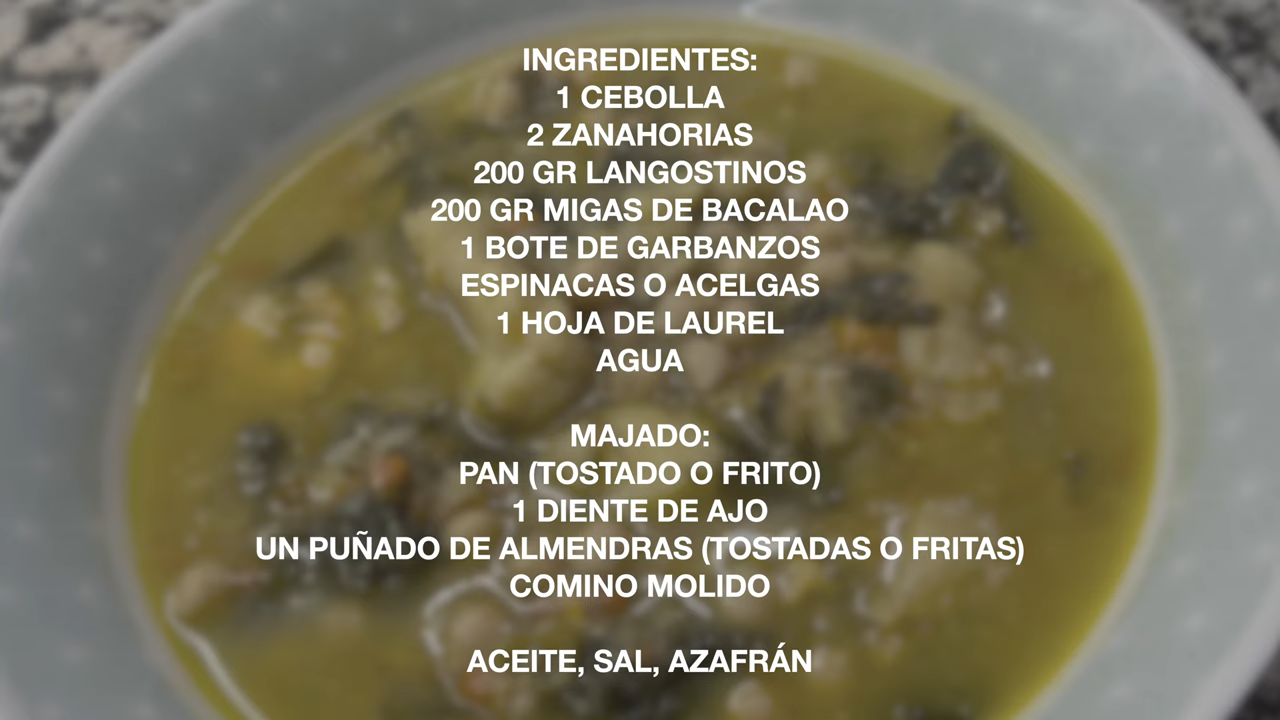 INGREDIENTES:
1 CEBOLLA
2 ZANAHORIAS
200 GR LANGOSTINOS
200 GR MIGAS DE BACALAO
1 BOTE DE GARBANZOS
ESPINACAS O ACELGAS
1 HOJA DE LAUREL
AGUA
MAJADO:
PAN (TOSTADO O FRITO)
1 DIENTE DE AJO
UN PUÑADO DE ALMENDRAS (TOSTADAS O FRITAS)
COMINO MOLIDO
ACEITE, SAL, AZAFRÁN